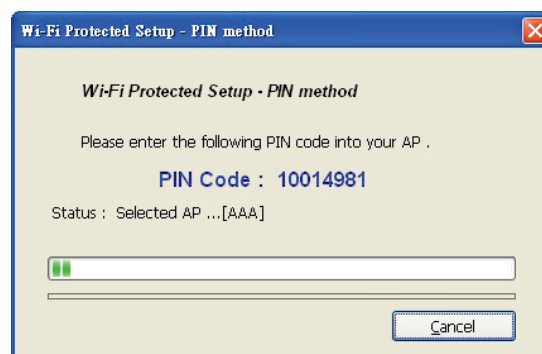 Wi-Fi Protected Setup - PIN method
Wi-Fi Protected Setup - PIN method
Please enter the following PIN code into your AP .
PIN Code : 10014981
Status : Selected AP ...[AAA]
Cancel